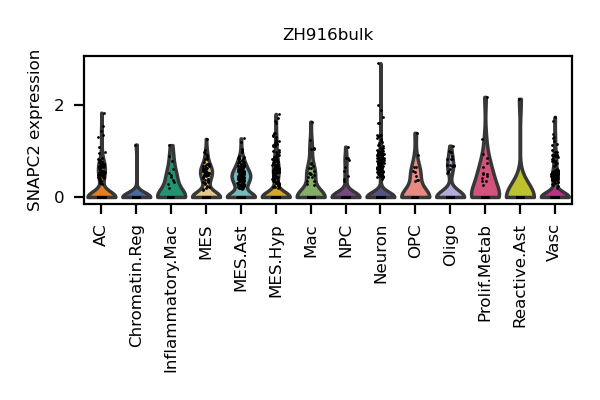 ZH916bulk
SNAPC2 expression
2
0
AC
Chromatin.Reg
Inflammatory.Mac
MES
MES.Ast
MES.Hyp
Mac
NPC
Neuron
OPC
Oligo
Prolif.Metab
Reactive.Ast
Vasc